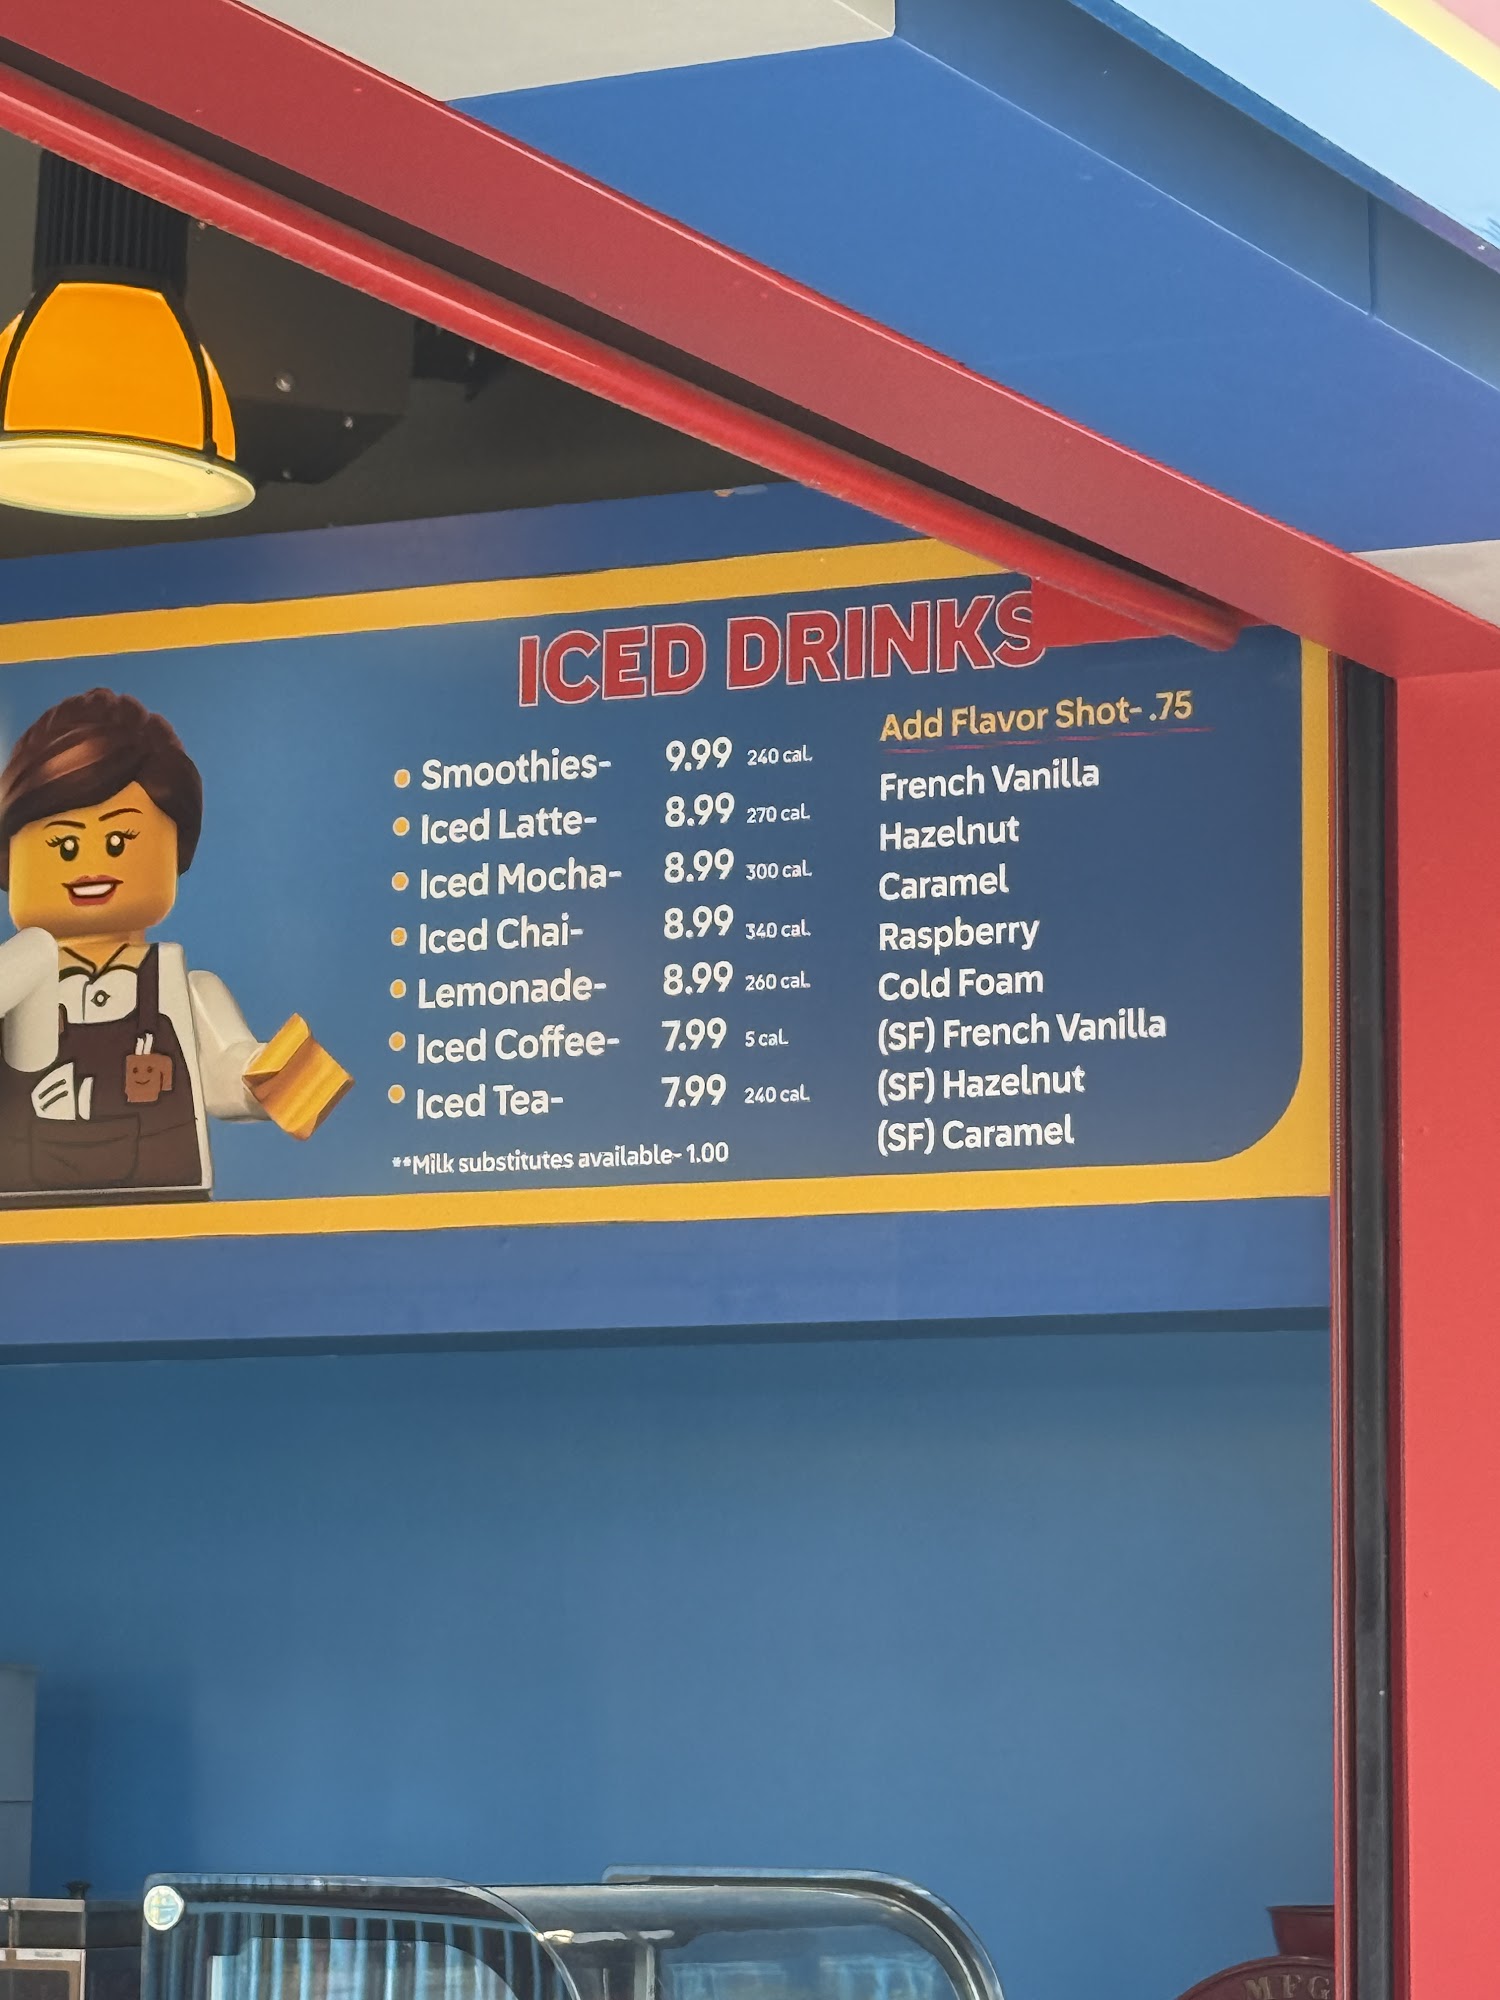 ICED DRINKS
Smoothies- 9.99 240 cal.
Iced Latte- 8.99 270 cal.
Iced Mocha- 8.99 300 cal.
Iced Chai- 8.99 340 cal.
Lemonade- 8.99 260 cal.
Iced Coffee- 7.99 5 cal.
Iced Tea- 7.99 240 cal.
**Milk substitutes available- 1.00
Add Flavor Shot- .75
French Vanilla
Hazelnut
Caramel
Raspberry
Cold Foam
(SF) French Vanilla
(SF) Hazelnut
(SF) Caramel
MFG